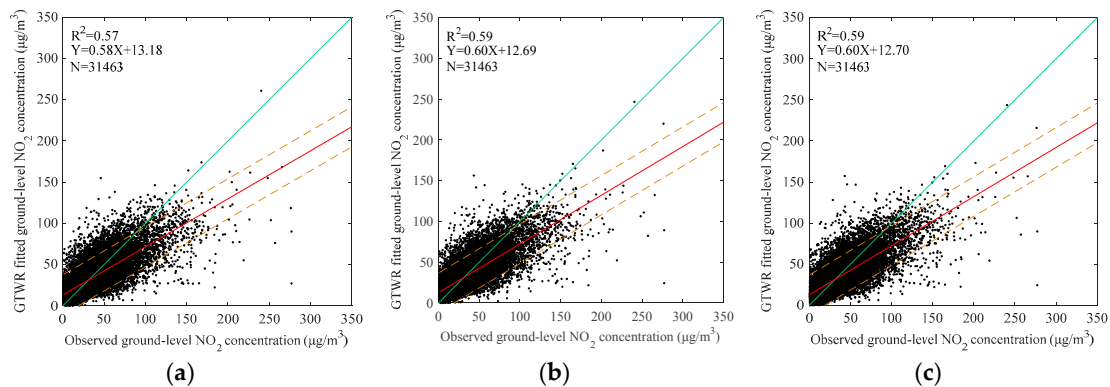 R²=0.57
Y=0.58X+13.18
N=31463
GTWR fitted ground-level NO₂ concentration (μg/m³)
350
300
250
200
150
100
50
0
0 50 100 150 200 250 300 350
Observed ground-level NO₂ concentration (μg/m³)
(a)
R²=0.59
Y=0.60X+12.69
N=31463
GTWR fitted ground-level NO₂ concentration (μg/m³)
350
300
250
200
150
100
50
0
0 50 100 150 200 250 300 350
Observed ground-level NO₂ concentration (μg/m³)
(b)
R²=0.59
Y=0.60X+12.70
N=31463
GTWR fitted ground-level NO₂ concentration (μg/m³)
350
300
250
200
150
100
50
0
0 50 100 150 200 250 300 350
Observed ground-level NO₂ concentration (μg/m³)
(c)